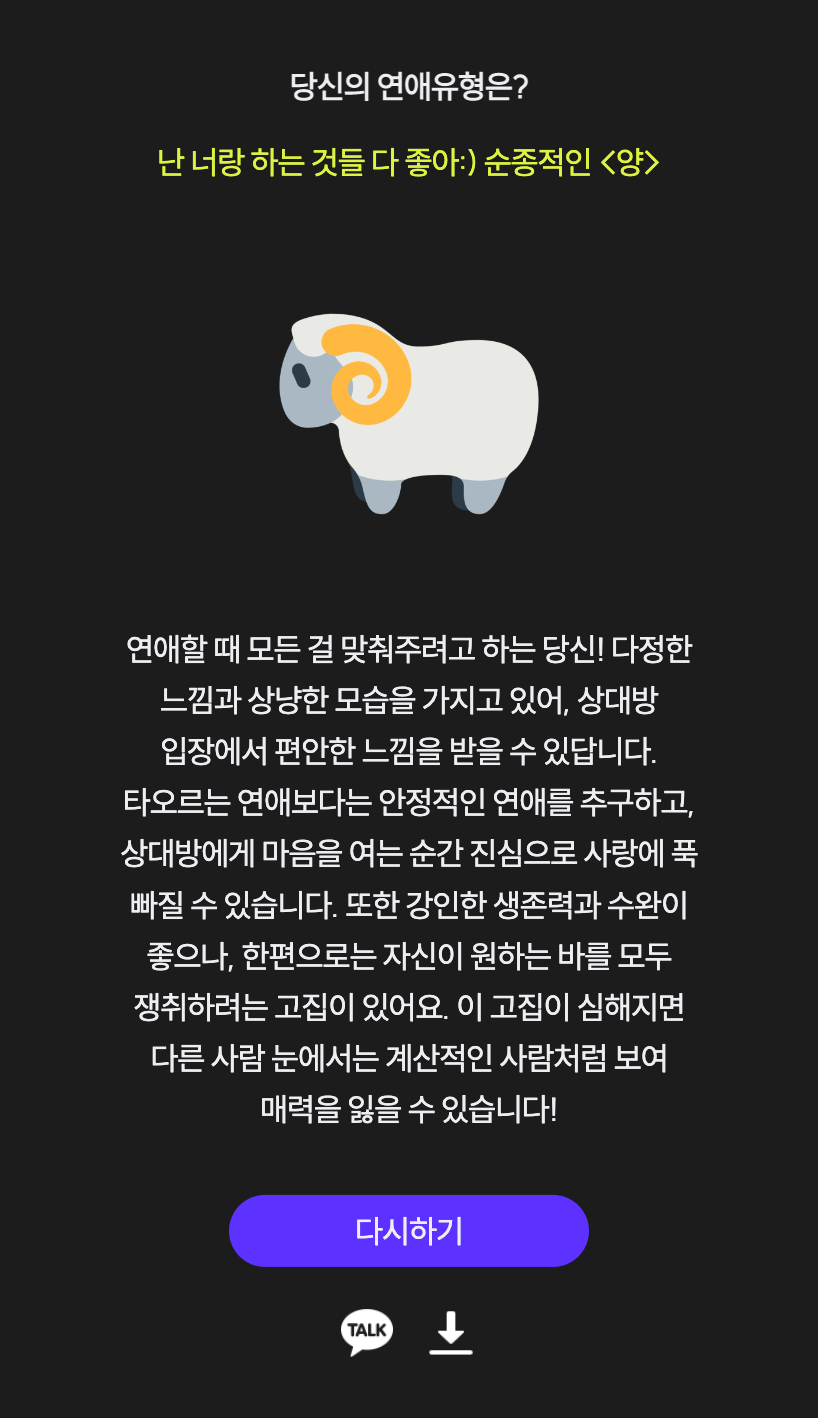 당신의 연애유형은?
난 너랑 하는 것들 다 좋아:) 순종적인 <양>
연애할 때 모든 걸 맞춰주려고 하는 당신! 다정한
느낌과 상냥한 모습을 가지고 있어, 상대방
입장에서 편안한 느낌을 받을 수 있답니다.
타오르는 연애보다는 안정적인 연애를 추구하고,
상대방에게 마음을 여는 순간 진심으로 사랑에 푹
빠질 수 있습니다. 또한 강인한 생존력과 수완이
좋으나, 한편으로는 자신이 원하는 바를 모두
쟁취하려는 고집이 있어요. 이 고집이 심해지면
다른 사람 눈에서는 계산적인 사람처럼 보여
매력을 잃을 수 있습니다!
다시하기
TALK